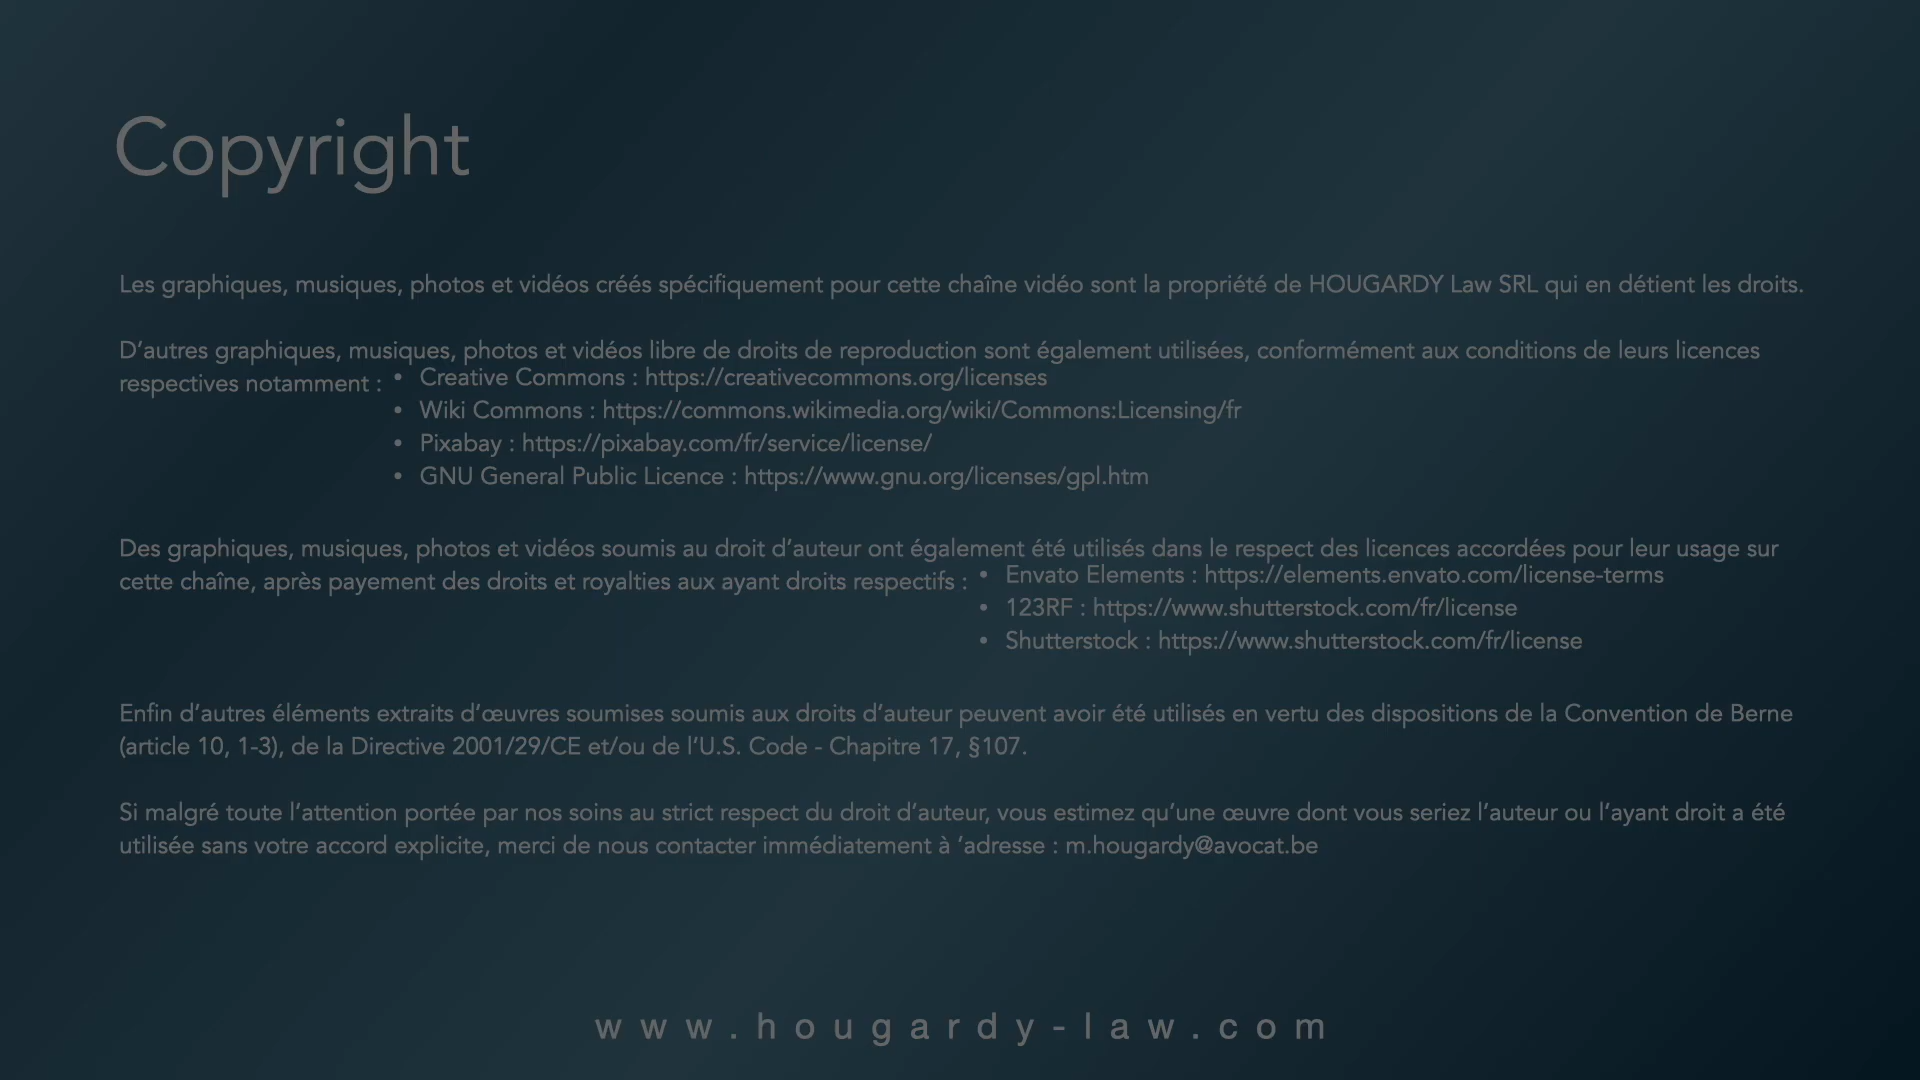 Copyright
Les graphiques, musiques, photos et vidéos créés spécifiquement pour cette chaîne vidéo sont la propriété de HOUGARDY Law SRL qui en détient les droits.
D’autres graphiques, musiques, photos et vidéos libre de droits de reproduction sont également utilisées, conformément aux conditions de leurs licences
respectives notamment :
• Creative Commons : https://creativecommons.org/licenses
• Wiki Commons : https://commons.wikimedia.org/wiki/Commons:Licensing/fr
• Pixabay : https://pixabay.com/fr/service/license/
• GNU General Public Licence : https://www.gnu.org/licenses/gpl.htm
Des graphiques, musiques, photos et vidéos soumis au droit d’auteur ont également été utilisés dans le respect des licences accordées pour leur usage sur
cette chaîne, après payement des droits et royalties aux ayant droits respectifs :
• Envato Elements : https://elements.envato.com/license-terms
• 123RF : https://www.shutterstock.com/fr/license
• Shutterstock : https://www.shutterstock.com/fr/license
Enfin d’autres éléments extraits d’œuvres soumises soumis aux droits d’auteur peuvent avoir été utilisés en vertu des dispositions de la Convention de Berne
(article 10, 1-3), de la Directive 2001/29/CE et/ou de l’U.S. Code - Chapitre 17, §107.
Si malgré toute l’attention portée par nos soins au strict respect du droit d’auteur, vous estimez qu’une œuvre dont vous seriez l’auteur ou l’ayant droit a été
utilisée sans votre accord explicite, merci de nous contacter immédiatement à ‘adresse : m.hougardy@avocat.be
www.hougardy-law.com